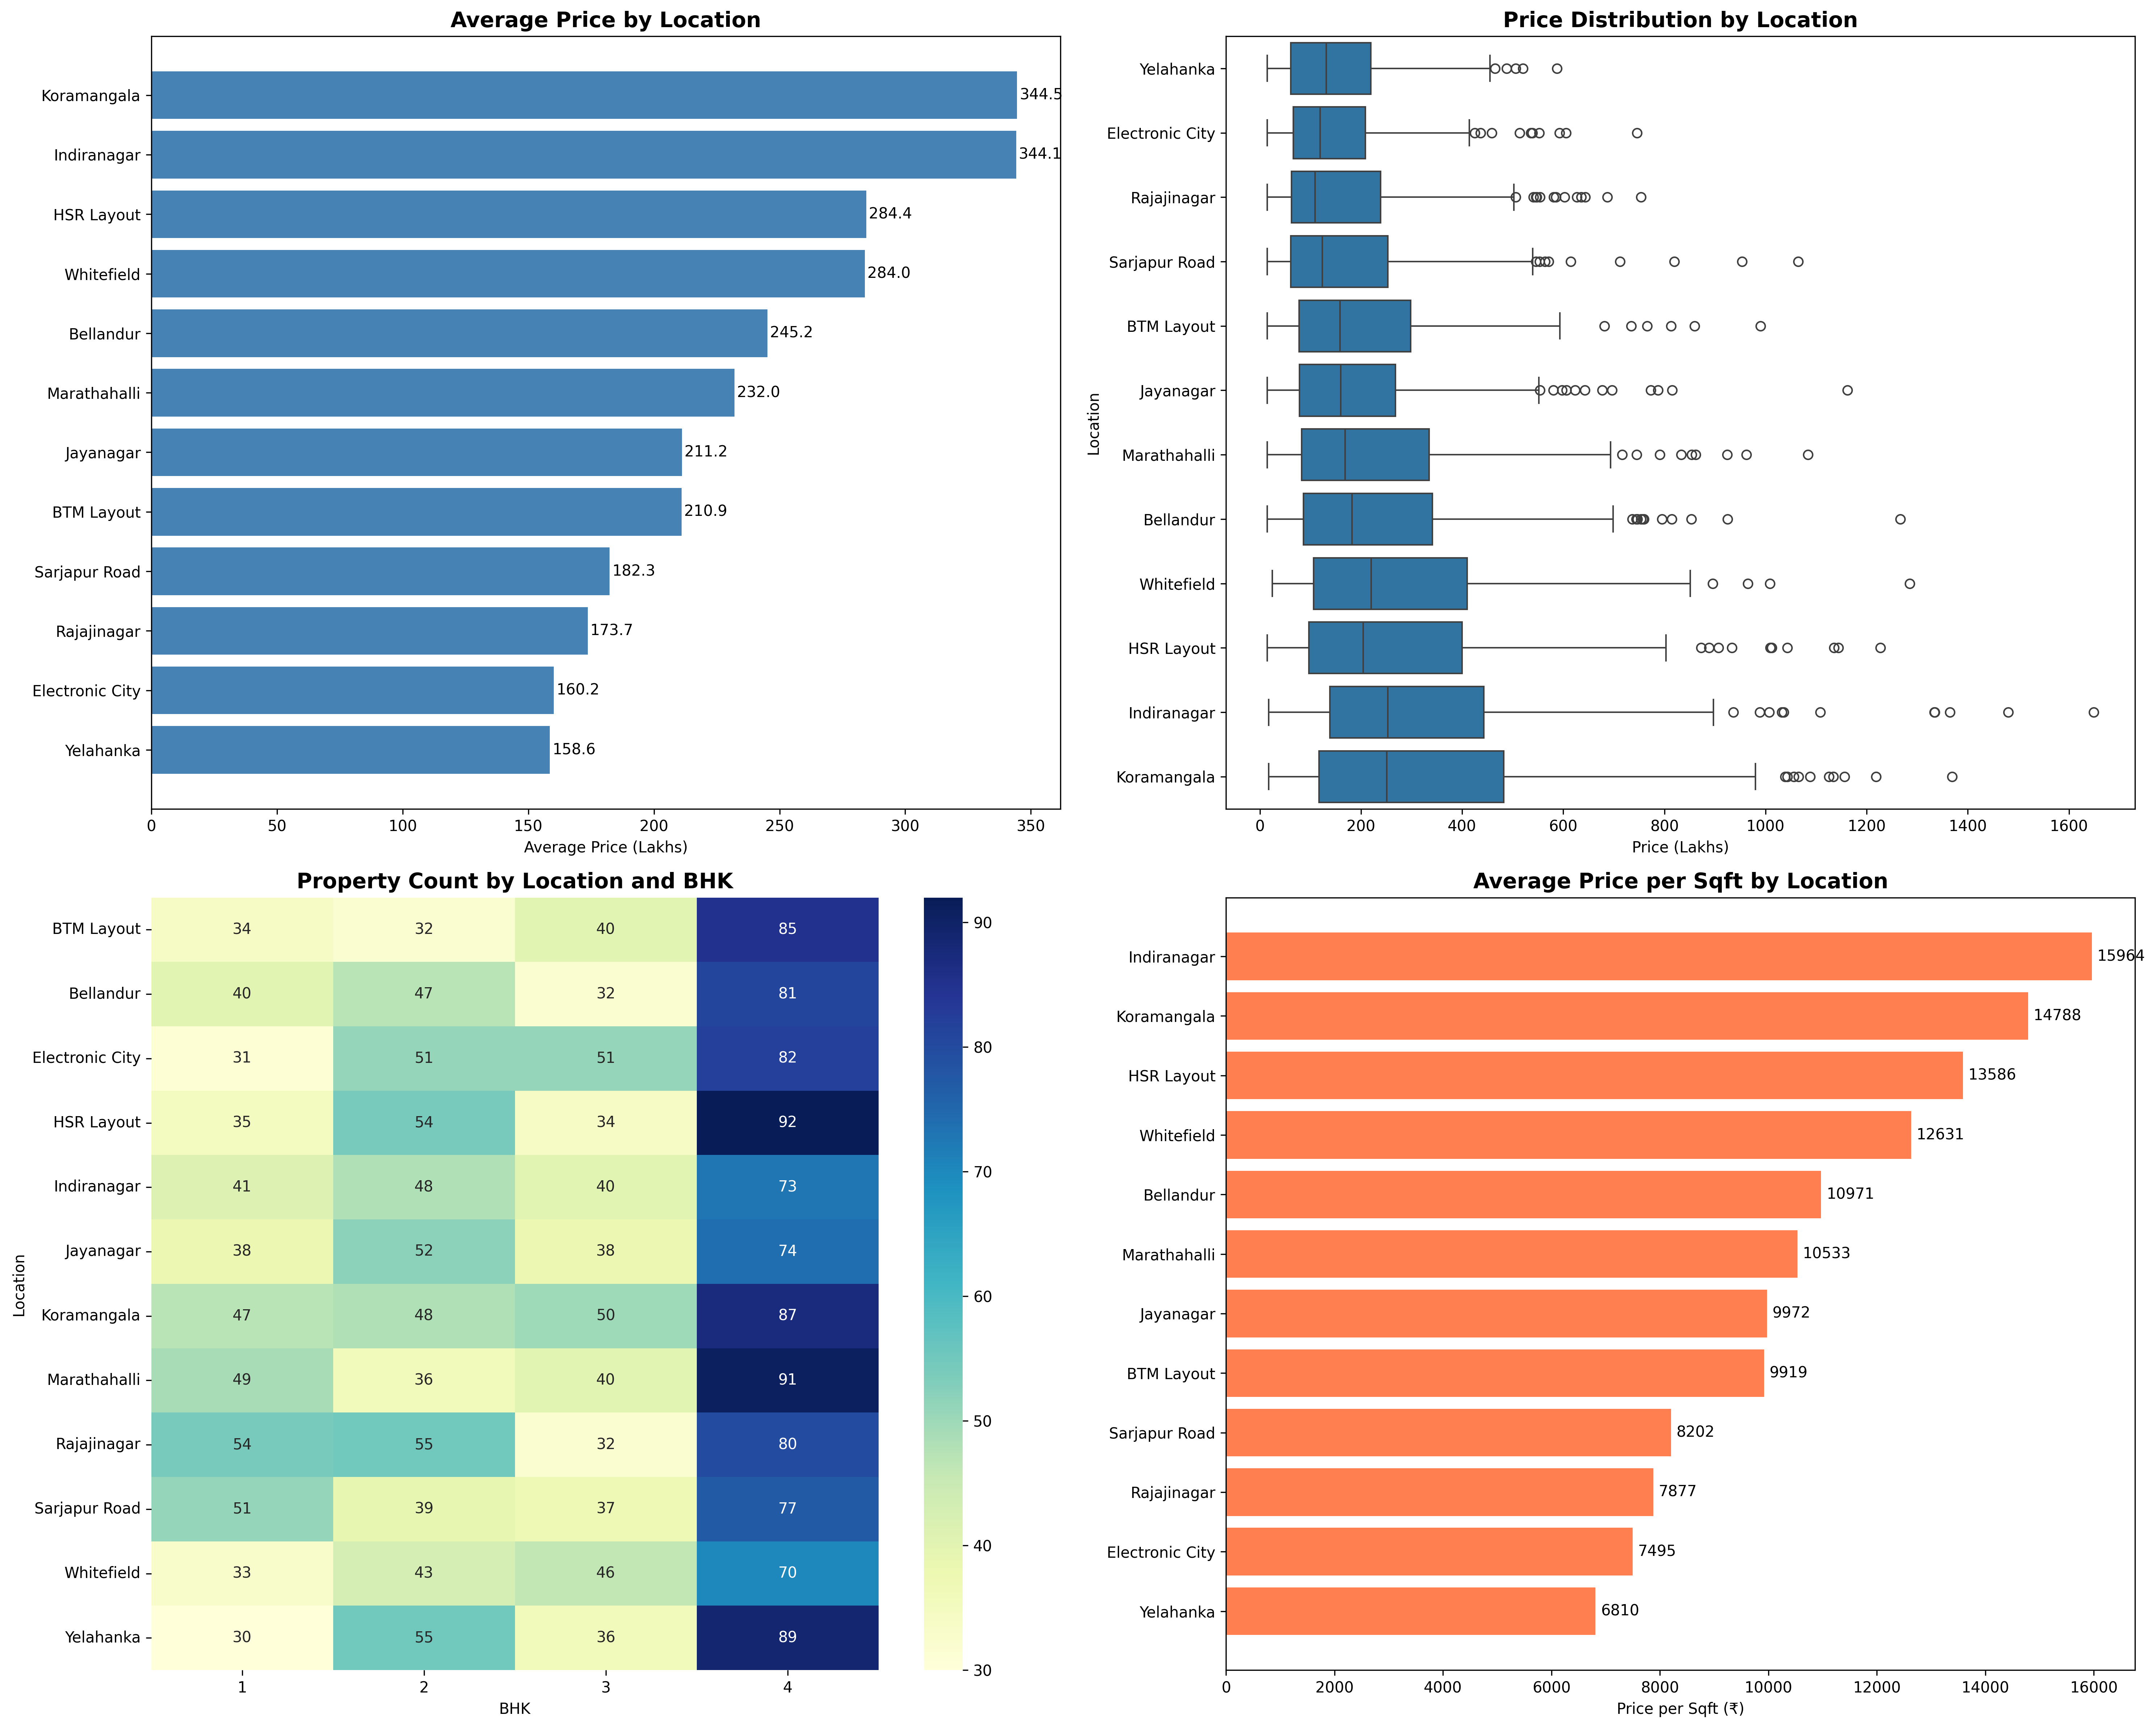 Average Price by Location
Koramangala 344.5
Indiranagar 344.1
HSR Layout 284.4
Whitefield 284.0
Bellandur 245.2
Marathahalli 232.0
Jayanagar 211.2
BTM Layout 210.9
Sarjapur Road 182.3
Rajajinagar 173.7
Electronic City 160.2
Yelahanka 158.6
0 50 100 150 200 250 300 350
Average Price (Lakhs)
Price Distribution by Location
Location
Yelahanka
Electronic City
Rajajinagar
Sarjapur Road
BTM Layout
Jayanagar
Marathahalli
Bellandur
Whitefield
HSR Layout
Indiranagar
Koramangala
0 200 400 600 800 1000 1200 1400 1600
Price (Lakhs)
Property Count by Location and BHK
Location
BTM Layout 34 32 40 85
Bellandur 40 47 32 81
Electronic City 31 51 51 82
HSR Layout 35 54 34 92
Indiranagar 41 48 40 73
Jayanagar 38 52 38 74
Koramangala 47 48 50 87
Marathahalli 49 36 40 91
Rajajinagar 54 55 32 80
Sarjapur Road 51 39 37 77
Whitefield 33 43 46 70
Yelahanka 30 55 36 89
1 2 3 4
BHK
90
80
70
60
50
40
30
Average Price per Sqft by Location
Indiranagar 15964
Koramangala 14788
HSR Layout 13586
Whitefield 12631
Bellandur 10971
Marathahalli 10533
Jayanagar 9972
BTM Layout 9919
Sarjapur Road 8202
Rajajinagar 7877
Electronic City 7495
Yelahanka 6810
0 2000 4000 6000 8000 10000 12000 14000 16000
Price per Sqft (₹)